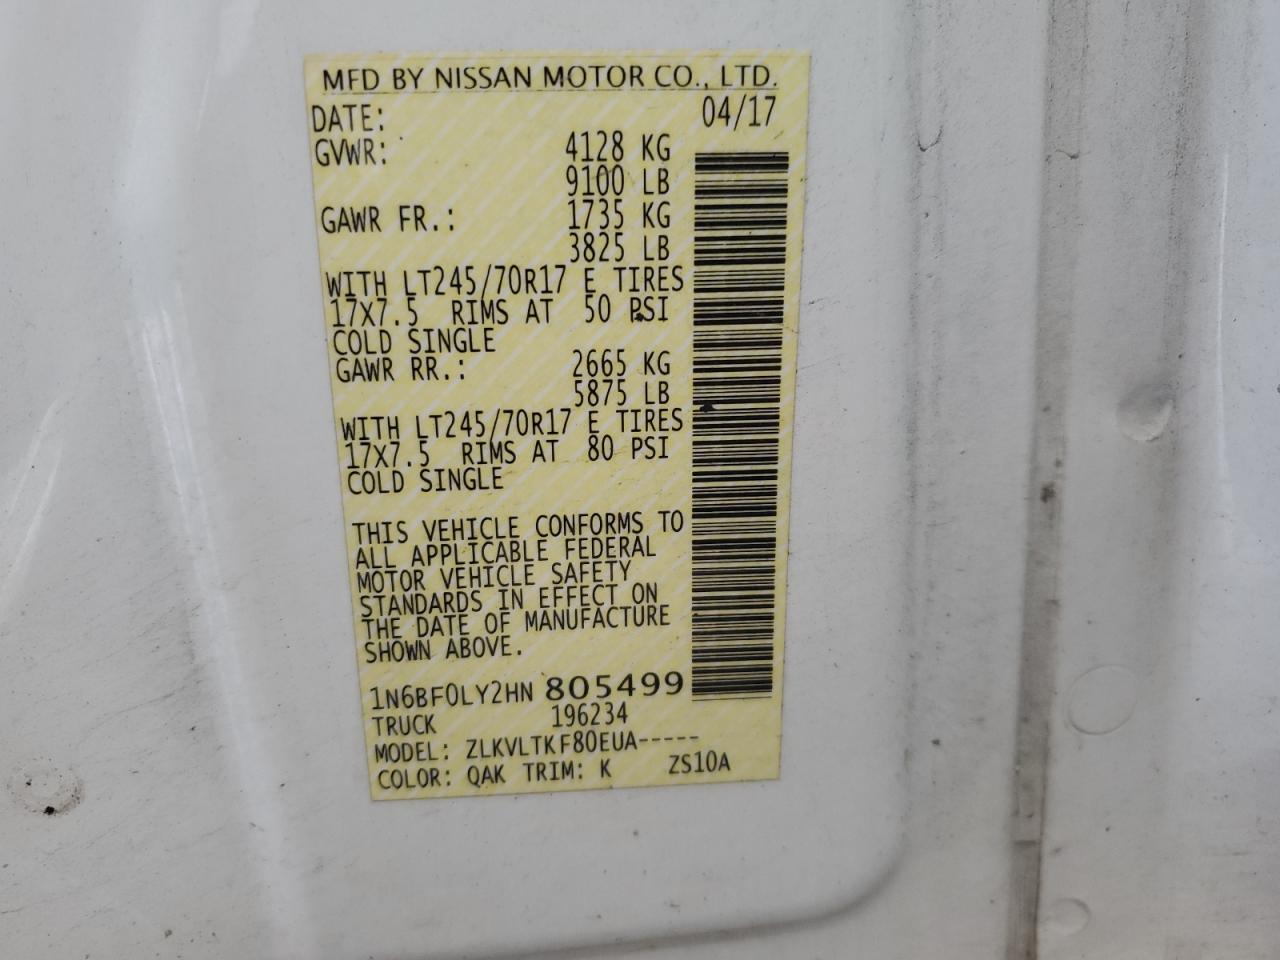 MFD BY NISSAN MOTOR CO., LTD.
DATE: 04/17
GVWR: 4128 KG
9100 LB
GAWR FR.: 1735 KG
3825 LB
WITH LT245/70R17 E TIRES
17X7.5 RIMS AT 50 PSI
COLD SINGLE
GAWR RR.: 2665 KG
5875 LB
WITH LT245/70R17 E TIRES
17X7.5 RIMS AT 80 PSI
COLD SINGLE
THIS VEHICLE CONFORMS TO
ALL APPLICABLE FEDERAL
MOTOR VEHICLE SAFETY
STANDARDS IN EFFECT ON
THE DATE OF MANUFACTURE
SHOWN ABOVE.
1N6BF0LY2HN 805499
TRUCK 196234
MODEL: ZLKVLTKF80EUA-----
COLOR: QAK TRIM: K ZS10A